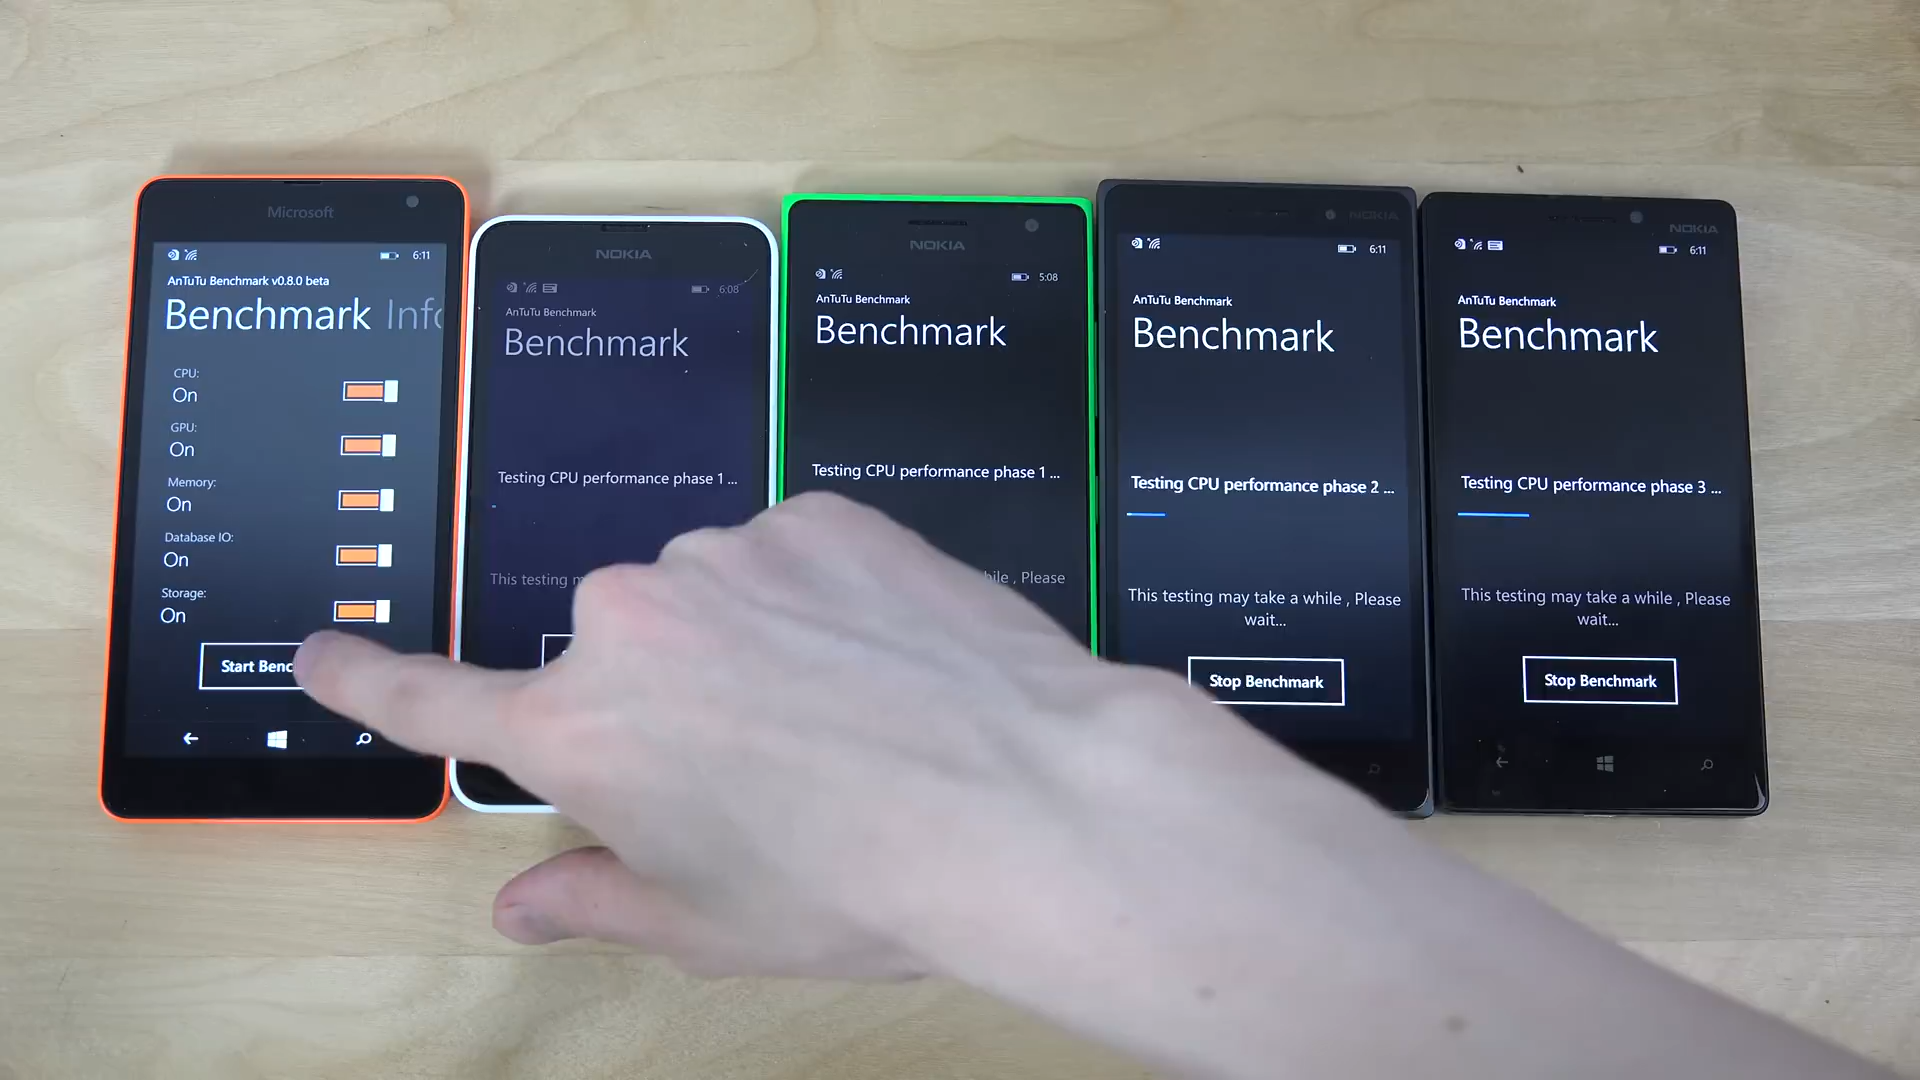 Microsoft
6:11
AnTuTu Benchmark v0.8.0 beta
Benchmark Info
CPU:
On
GPU:
On
Memory:
On
Database IO:
On
Storage:
On
Start Benc
NOKIA
6:08
AnTuTu Benchmark
Benchmark
Testing CPU performance phase 1 ...
This testing m
NOKIA
5:08
AnTuTu Benchmark
Benchmark
Testing CPU performance phase 1 ...
hile , Please
NOKIA
6:11
AnTuTu Benchmark
Benchmark
Testing CPU performance phase 2 ...
This testing may take a while , Please
wait...
Stop Benchmark
NOKIA
6:11
AnTuTu Benchmark
Benchmark
Testing CPU performance phase 3 ...
This testing may take a while , Please
wait...
Stop Benchmark